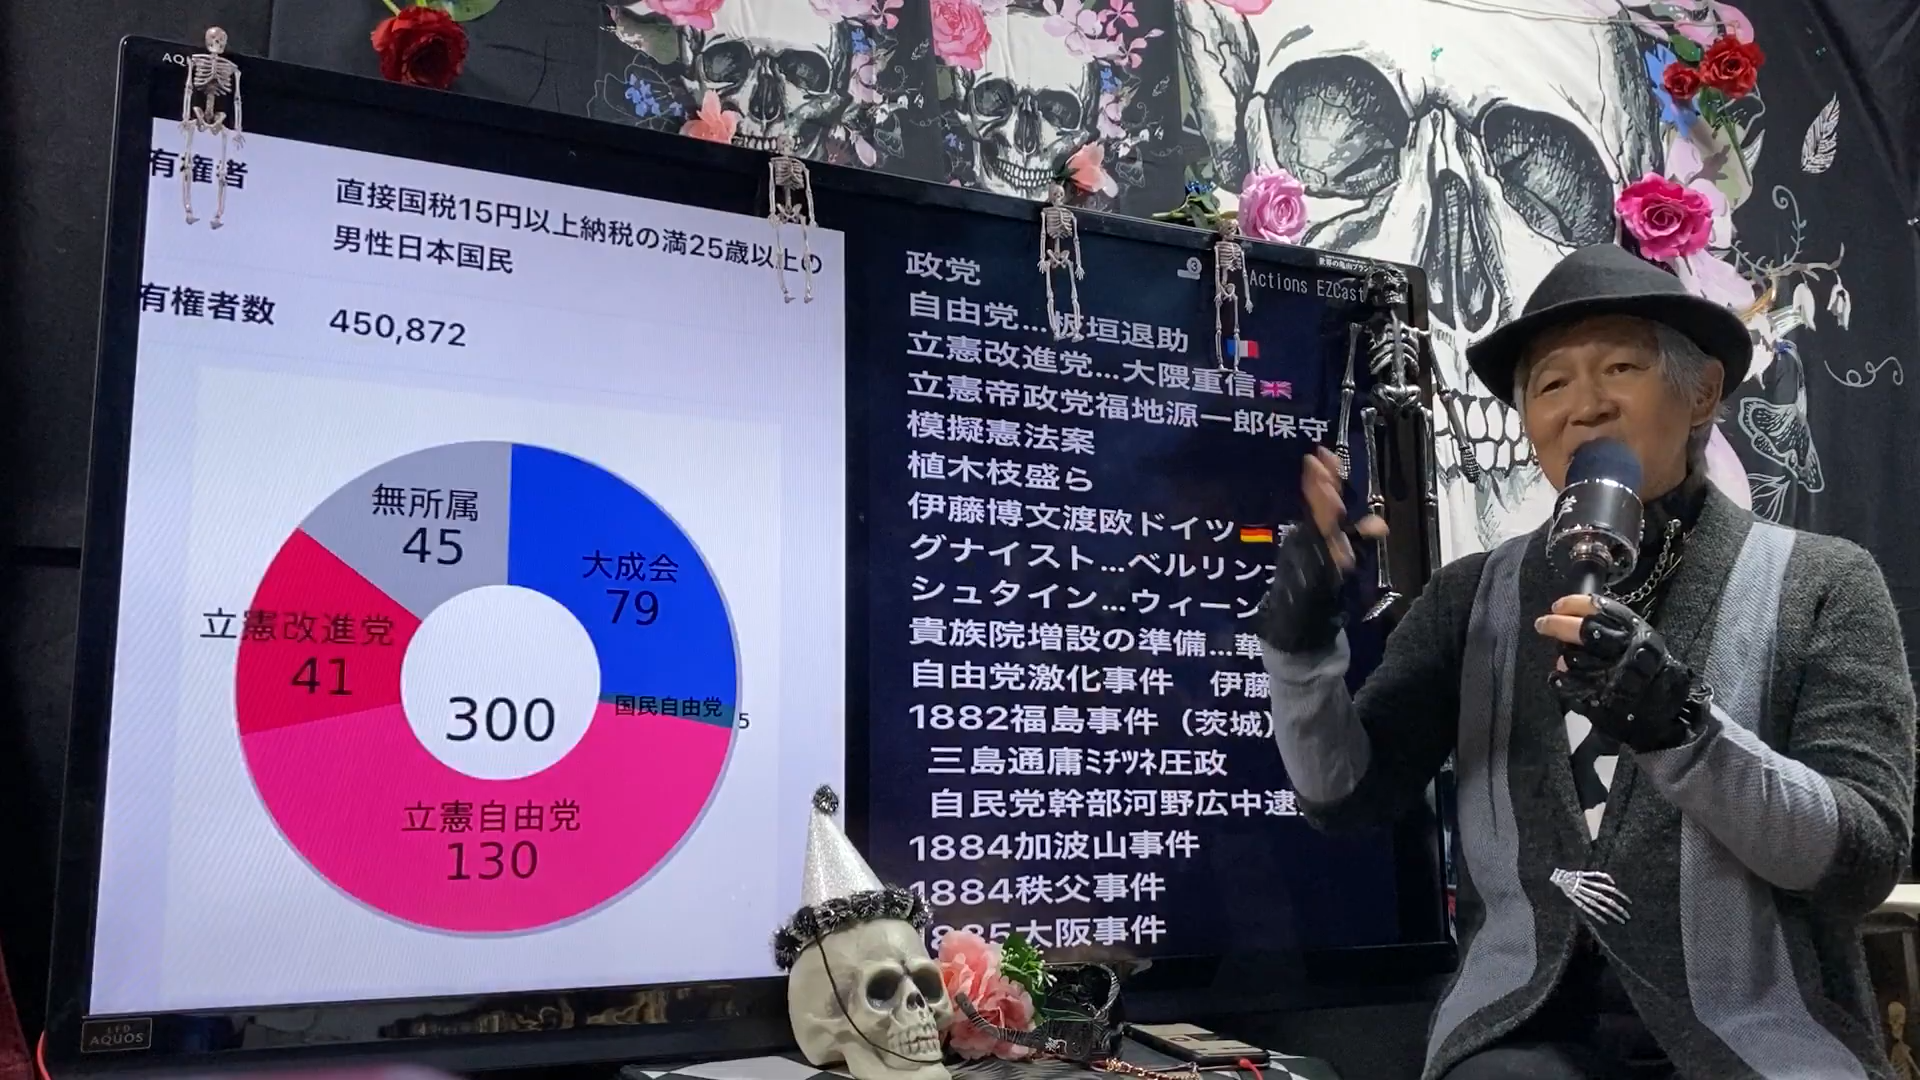 有権者
直接国税15円以上納税の満25歳以上の
男性日本国民
有権者数
450,872
無所属
45
大成会
79
立憲改進党
41
国民自由党
5
300
立憲自由党
130
政党
自由党…板垣退助
立憲改進党…大隈重信
立憲帝政党福地源一郎保守
模擬憲法案
植木枝盛ら
伊藤博文渡欧ドイツ
グナイスト…ベルリン
シュタイン…ウィーン
貴族院増設の準備…華
自由党激化事件 伊藤
1882福島事件（茨城）
三島通庸ﾐﾁﾂﾈ圧政
自民党幹部河野広中逮
1884加波山事件
1884秩父事件
1885大阪事件
Actions EZCast
AQUOS